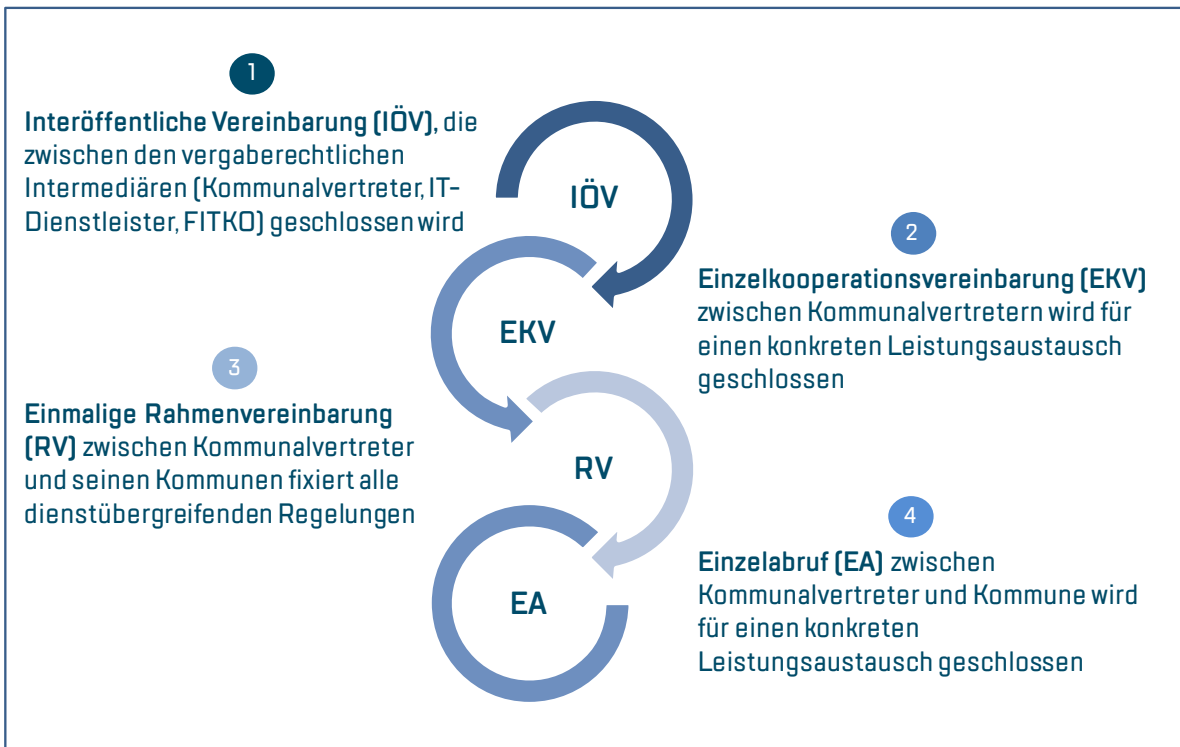 1
Interöffentliche Vereinbarung (IÖV), die
zwischen den vergaberechtlichen
Intermediären (Kommunalvertreter, IT-
Dienstleister, FITKO) geschlossen wird
IÖV
2
Einzelkooperationsvereinbarung (EKV)
zwischen Kommunalvertretern wird für
einen konkreten Leistungsaustausch
geschlossen
EKV
3
Einmalige Rahmenvereinbarung
(RV) zwischen Kommunalvertreter
und seinen Kommunen fixiert alle
dienstübergreifenden Regelungen
RV
4
Einzelabruf (EA) zwischen
Kommunalvertreter und Kommune wird
für einen konkreten
Leistungsaustausch geschlossen
EA